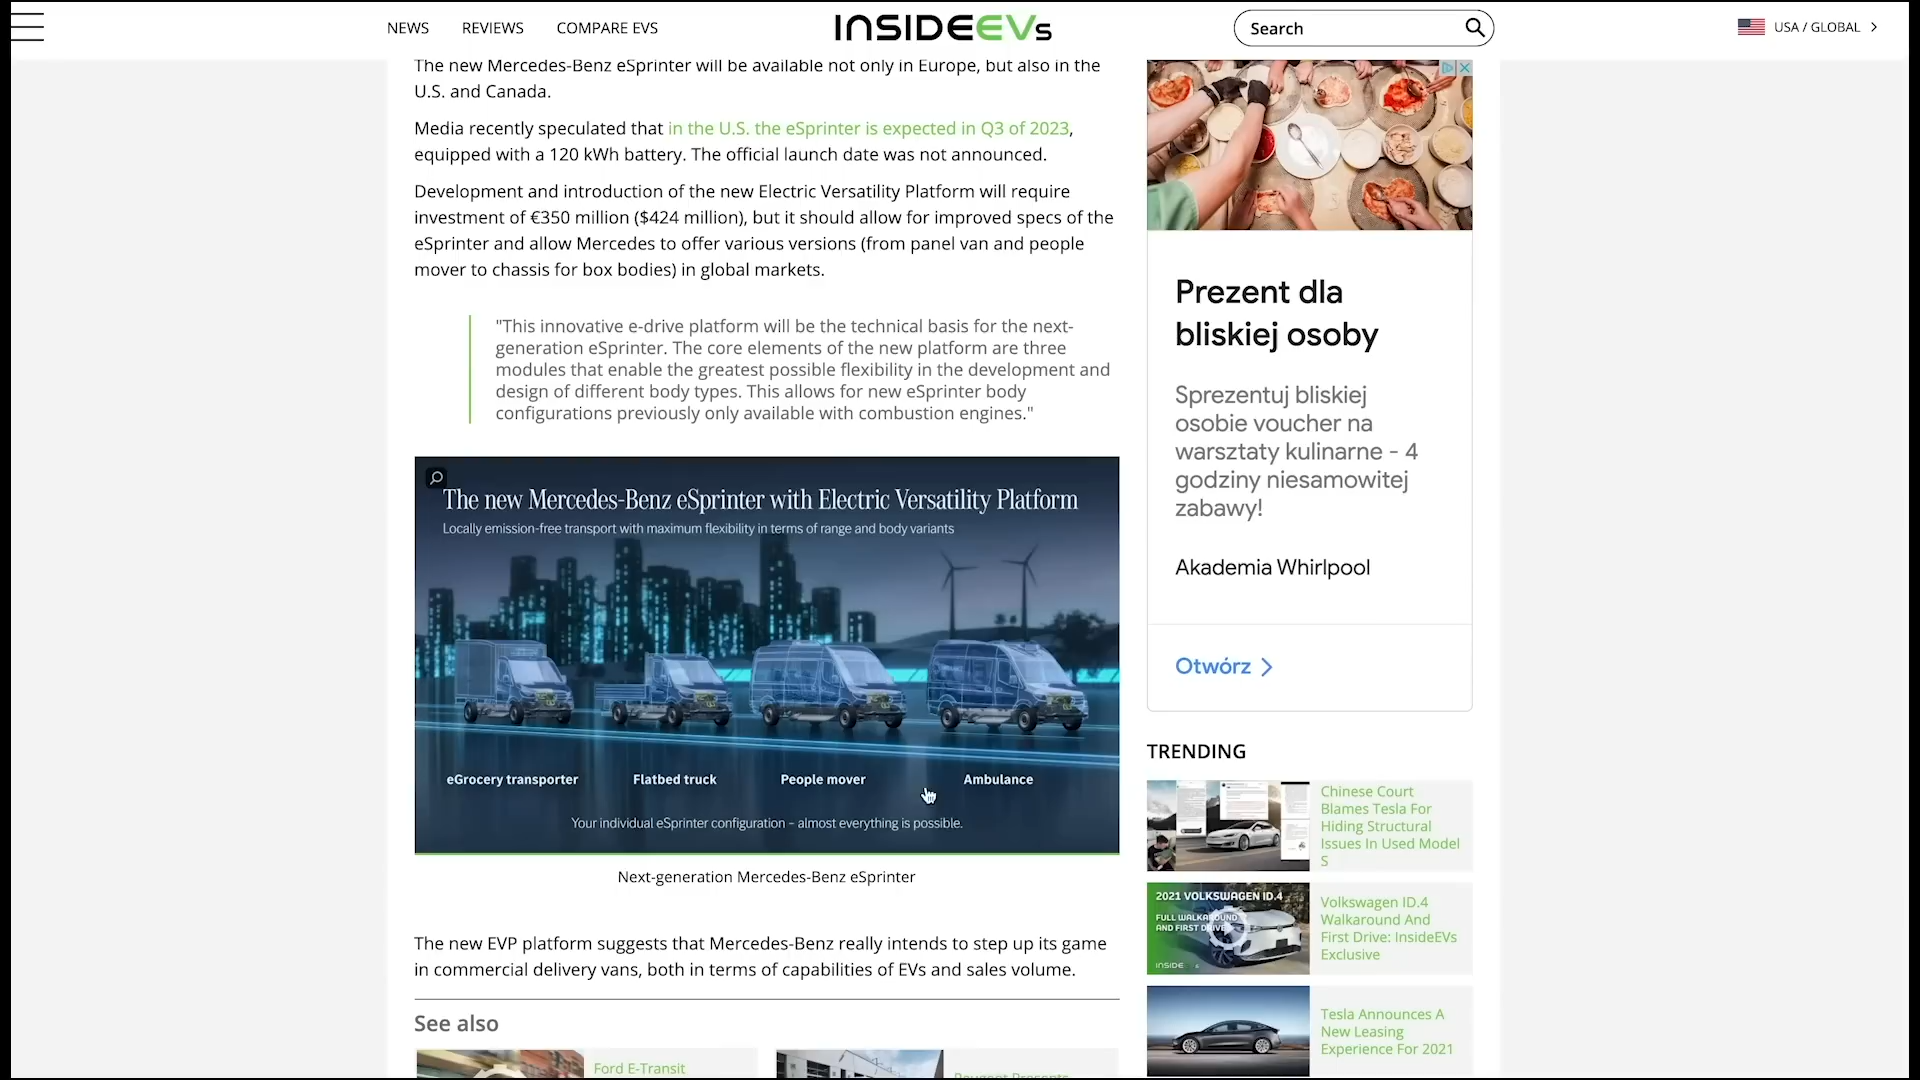 NEWS
REVIEWS
COMPARE EVS
INSIDEEVs
Search
USA / GLOBAL
The new Mercedes-Benz eSprinter will be available not only in Europe, but also in the
U.S. and Canada.
Media recently speculated that in the U.S. the eSprinter is expected in Q3 of 2023,
equipped with a 120 kWh battery. The official launch date was not announced.
Development and introduction of the new Electric Versatility Platform will require
investment of €350 million ($424 million), but it should allow for improved specs of the
eSprinter and allow Mercedes to offer various versions (from panel van and people
mover to chassis for box bodies) in global markets.
"This innovative e-drive platform will be the technical basis for the next-
generation eSprinter. The core elements of the new platform are three
modules that enable the greatest possible flexibility in the development and
design of different body types. This allows for new eSprinter body
configurations previously only available with combustion engines."
The new Mercedes-Benz eSprinter with Electric Versatility Platform
Locally emission-free transport with maximum flexibility in terms of range and body variants
eGrocery transporter
Flatbed truck
People mover
Ambulance
Your individual eSprinter configuration – almost everything is possible.
Next-generation Mercedes-Benz eSprinter
The new EVP platform suggests that Mercedes-Benz really intends to step up its game
in commercial delivery vans, both in terms of capabilities of EVs and sales volume.
See also
Ford E-Transit
Peugeot Presents
Prezent dla
bliskiej osoby
Sprezentuj bliskiej
osobie voucher na
warsztaty kulinarne - 4
godziny niesamowitej
zabawy!
Akademia Whirlpool
Otwórz
TRENDING
Chinese Court
Blames Tesla For
Hiding Structural
Issues In Used Model
S
2021 VOLKSWAGEN ID.4
FULL WALKAROUND
AND FIRST DRIVE
INSIDE
Volkswagen ID.4
Walkaround And
First Drive: InsideEVs
Exclusive
Tesla Announces A
New Leasing
Experience For 2021